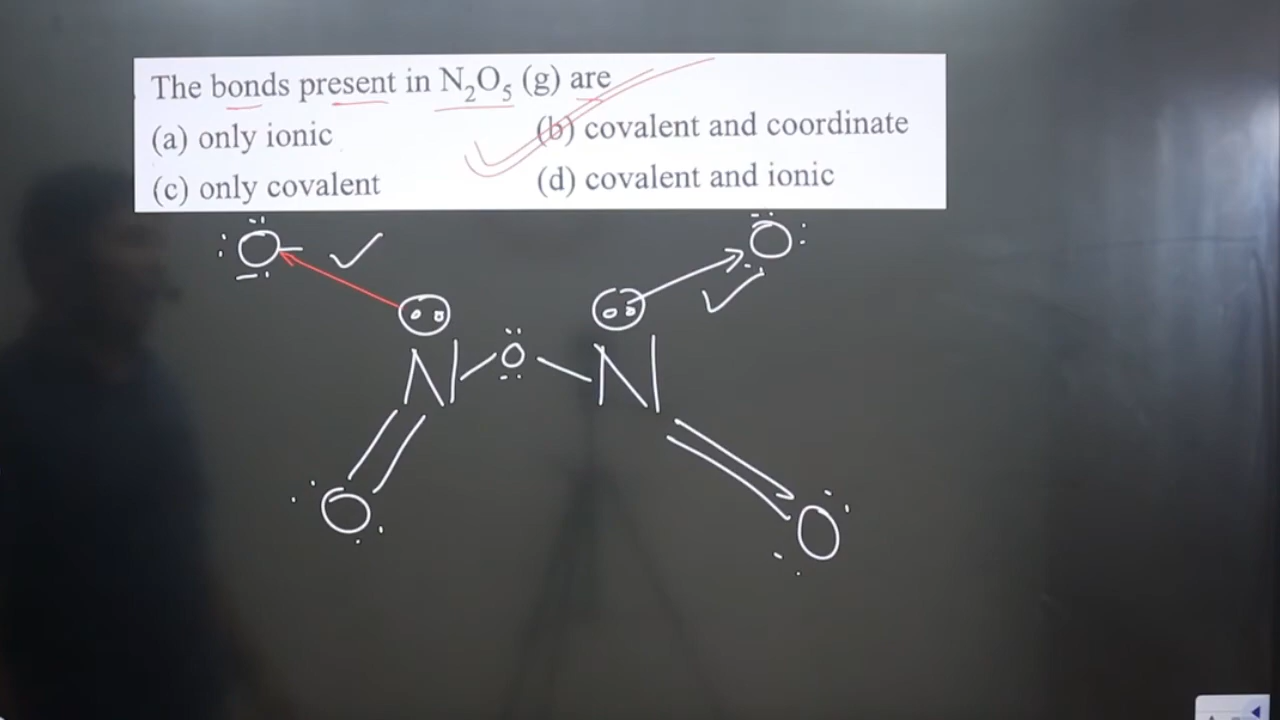 The bonds present in N₂O₅ (g) are
(a) only ionic (b) covalent and coordinate
(c) only covalent (d) covalent and ionic
O O
N O N
O O